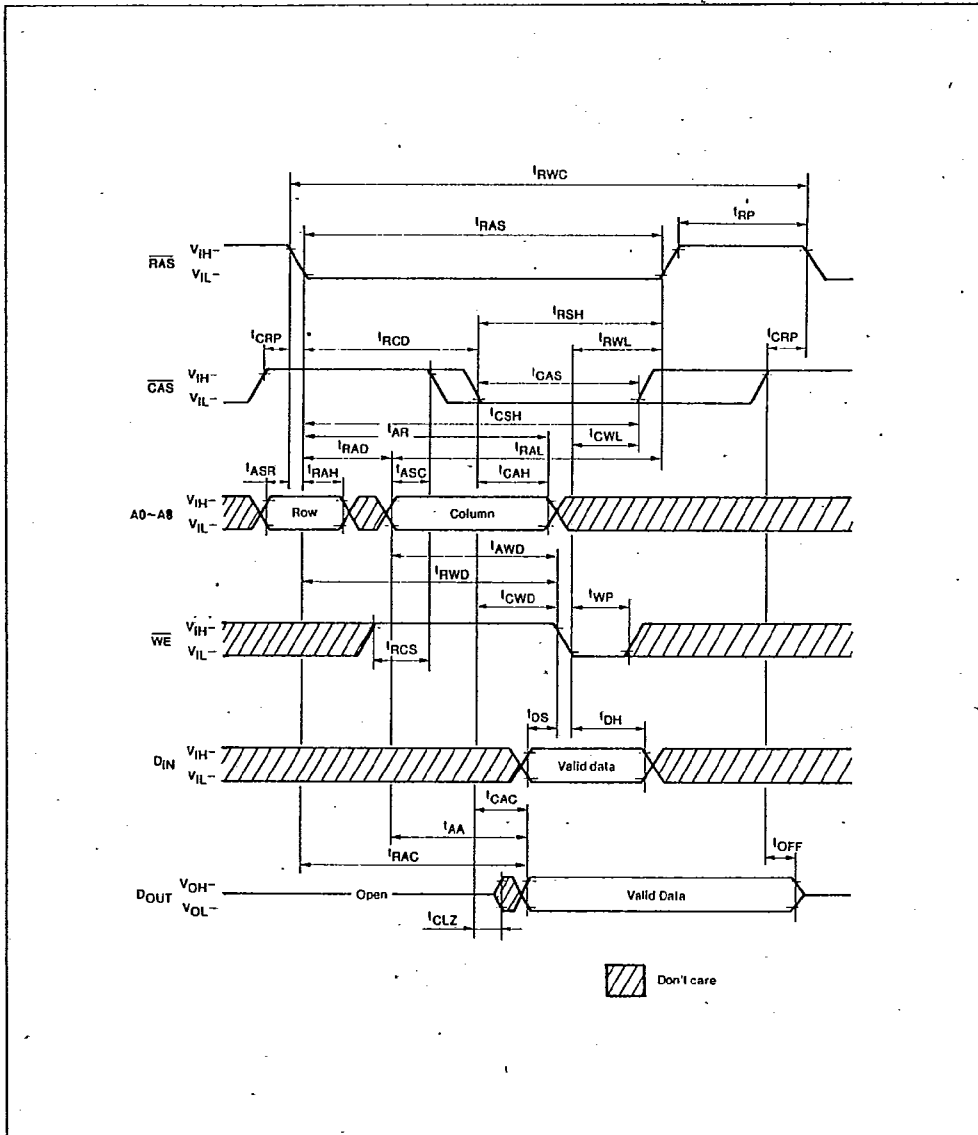 tRWC
tRP
tRAS
RAS VIH–
VIL–
tRSH
tCRP tRCD tRWL tCRP
CAS VIH–
VIL–
tCAS
tCSH
tAR tCWL
tRAD tRAL
tASR tRAH tASC tCAH
A0~A8 VIH–
VIL–
Row Column
tAWD
tRWD
tCWD tWP
WE VIH–
VIL–
tRCS
tDS tDH
DIN VIH–
VIL–
Valid data
tCAC
tAA
tRAC tOFF
DOUT VOH–
VOL–
Open Valid Data
tCLZ
Don't care